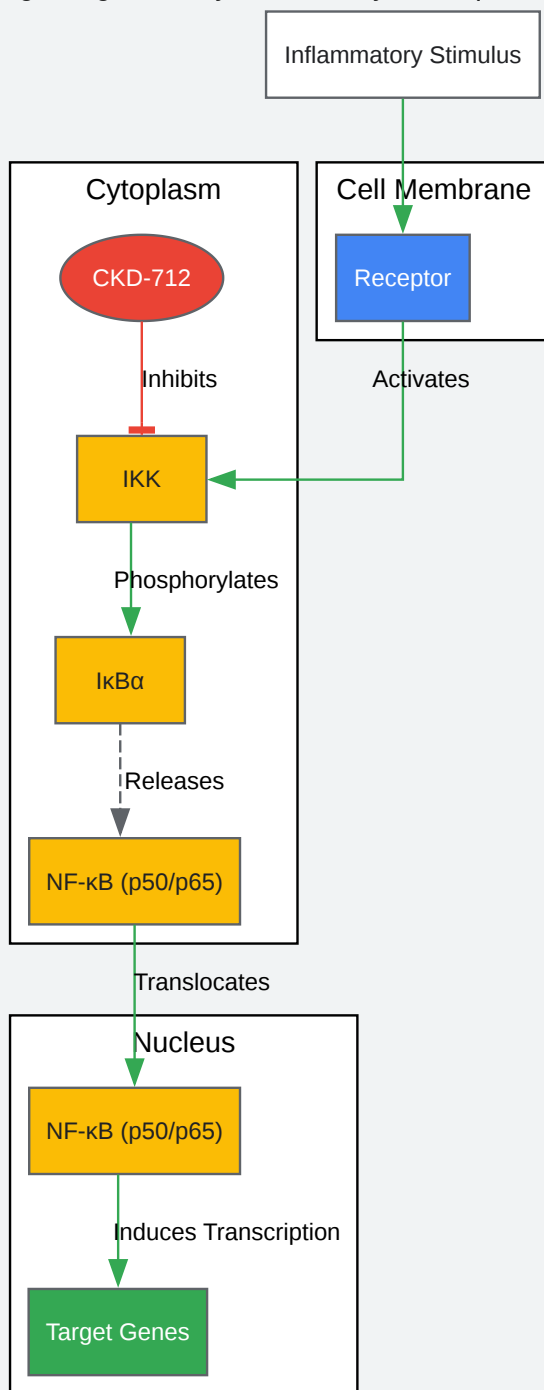 Inflammatory Stimulus
Cytoplasm
Cell Membrane
CKD-712
Receptor
Inhibits
Activates
IKK
Phosphorylates
IκBα
Releases
NF-κB (p50/p65)
Translocates
Nucleus
NF-κB (p50/p65)
Induces Transcription
Target Genes